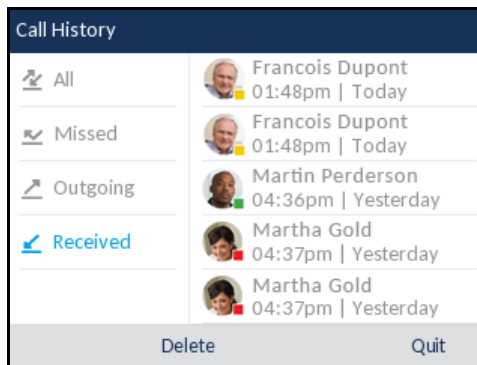 Call History
All
Missed
Outgoing
Received
Francois Dupont
01:48pm | Today
Francois Dupont
01:48pm | Today
Martin Perderson
04:36pm | Yesterday
Martha Gold
04:37pm | Yesterday
Martha Gold
04:37pm | Yesterday
Delete
Quit